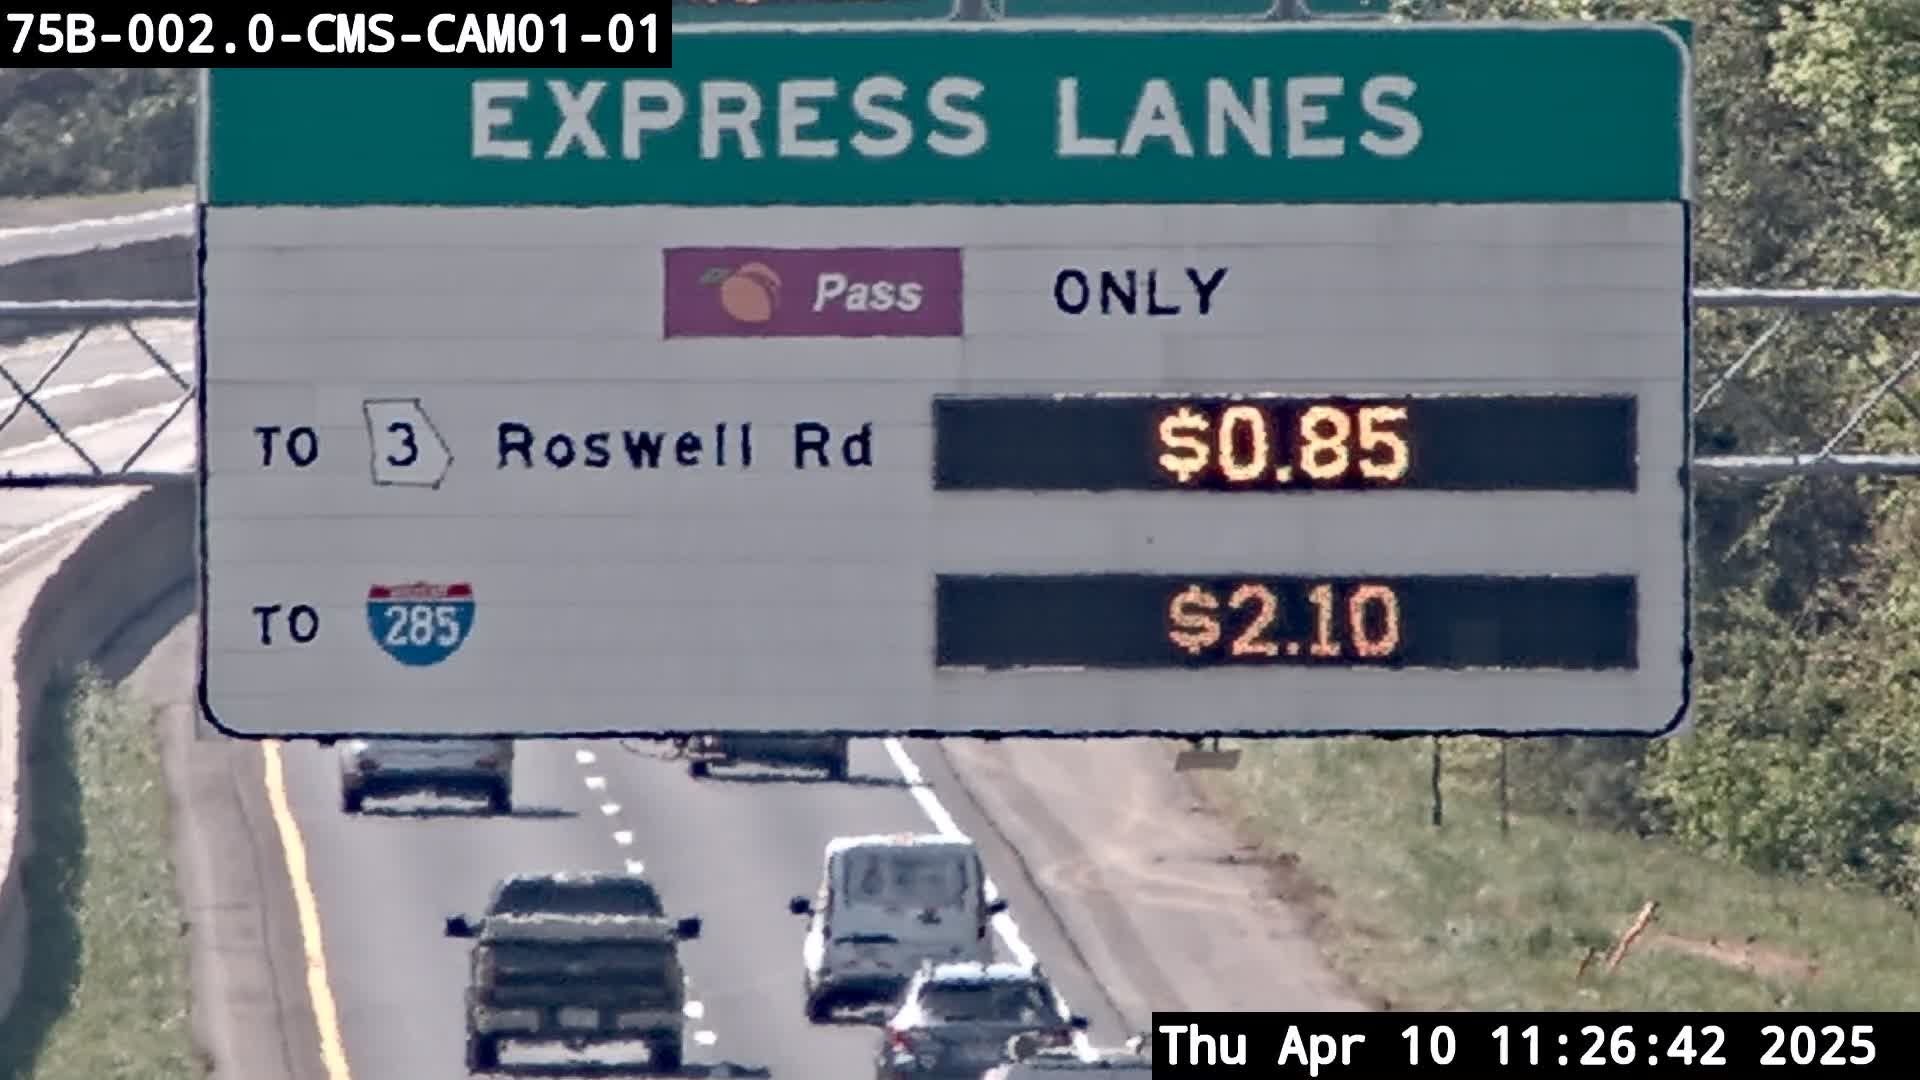 75B-002.0-CMS-CAM01-01
EXPRESS LANES
Pass ONLY
TO 3 Roswell Rd $0.85
TO 285 $2.10
Thu Apr 10 11:26:42 2025